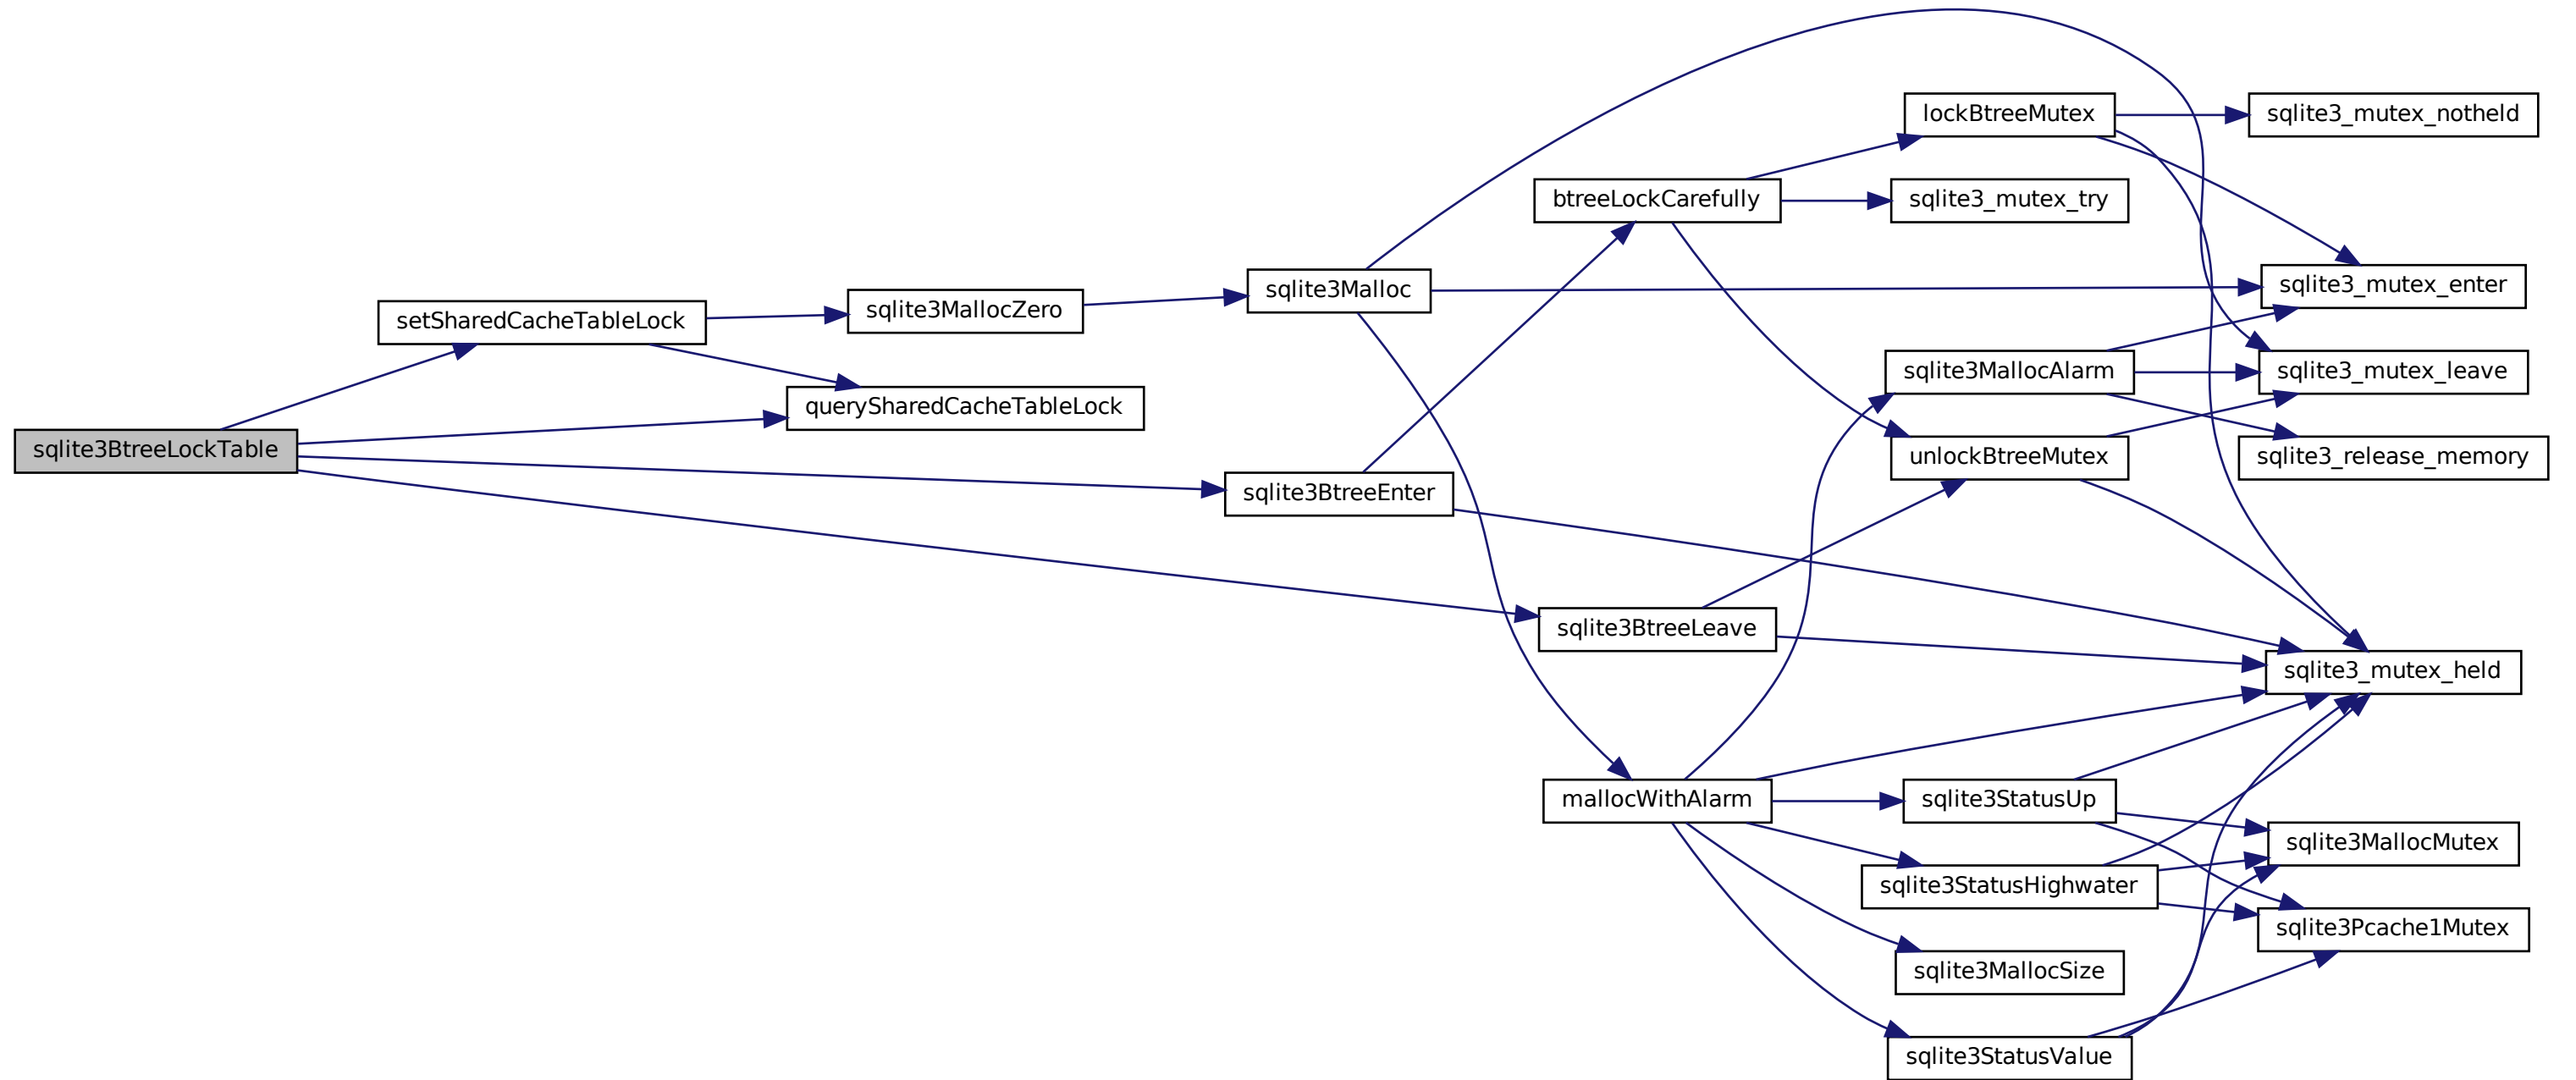 lockBtreeMutex
sqlite3_mutex_notheld
btreeLockCarefully
sqlite3_mutex_try
sqlite3Malloc
sqlite3_mutex_enter
setSharedCacheTableLock
sqlite3MallocZero
sqlite3MallocAlarm
sqlite3_mutex_leave
querySharedCacheTableLock
sqlite3BtreeLockTable
unlockBtreeMutex
sqlite3_release_memory
sqlite3BtreeEnter
sqlite3BtreeLeave
sqlite3_mutex_held
mallocWithAlarm
sqlite3StatusUp
sqlite3MallocMutex
sqlite3StatusHighwater
sqlite3Pcache1Mutex
sqlite3MallocSize
sqlite3StatusValue